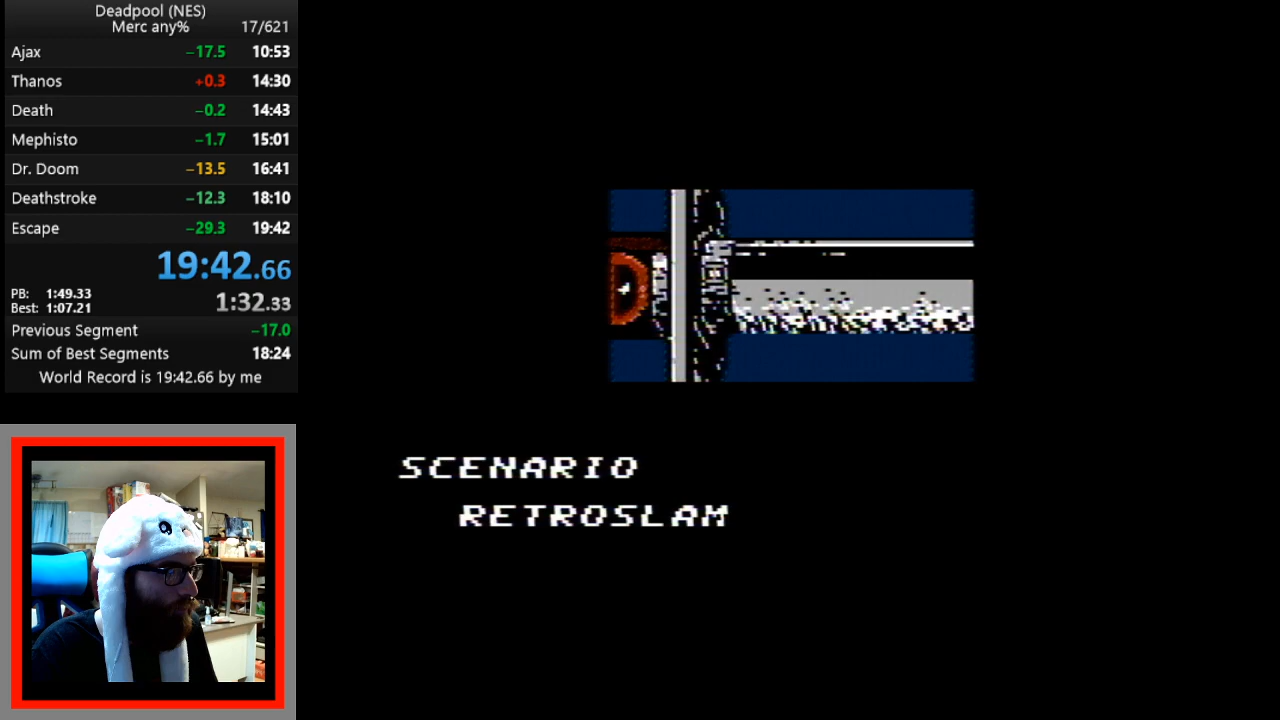 Deadpool (NES)
Merc any% 17/621
Ajax -17.5 10:53
Thanos +0.3 14:30
Death -0.2 14:43
Mephisto -1.7 15:01
Dr. Doom -13.5 16:41
Deathstroke -12.3 18:10
Escape -29.3 19:42
19:42.66
PB: 1:49.33
Best: 1:07.21
1:32.33
Previous Segment -17.0
Sum of Best Segments 18:24
World Record is 19:42.66 by me
SCENARIO
RETROSLAM